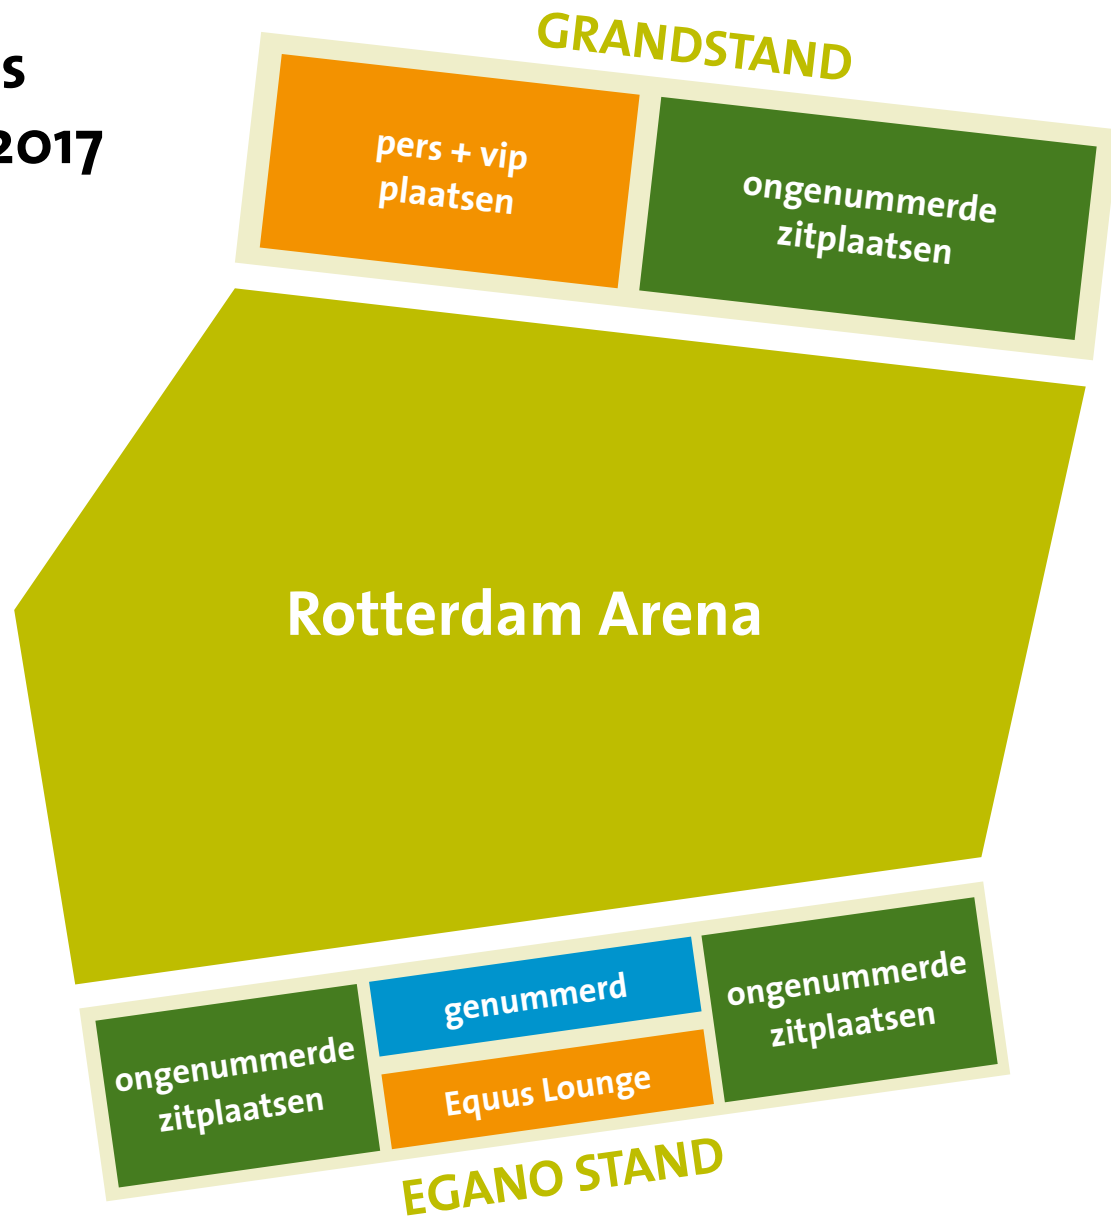 s
2017
GRANDSTAND
pers + vip
plaatsen
ongenummerde
zitplaatsen
Rotterdam Arena
ongenummerde
zitplaatsen
genummerd
Equus Lounge
ongenummerde
zitplaatsen
EGANO STAND